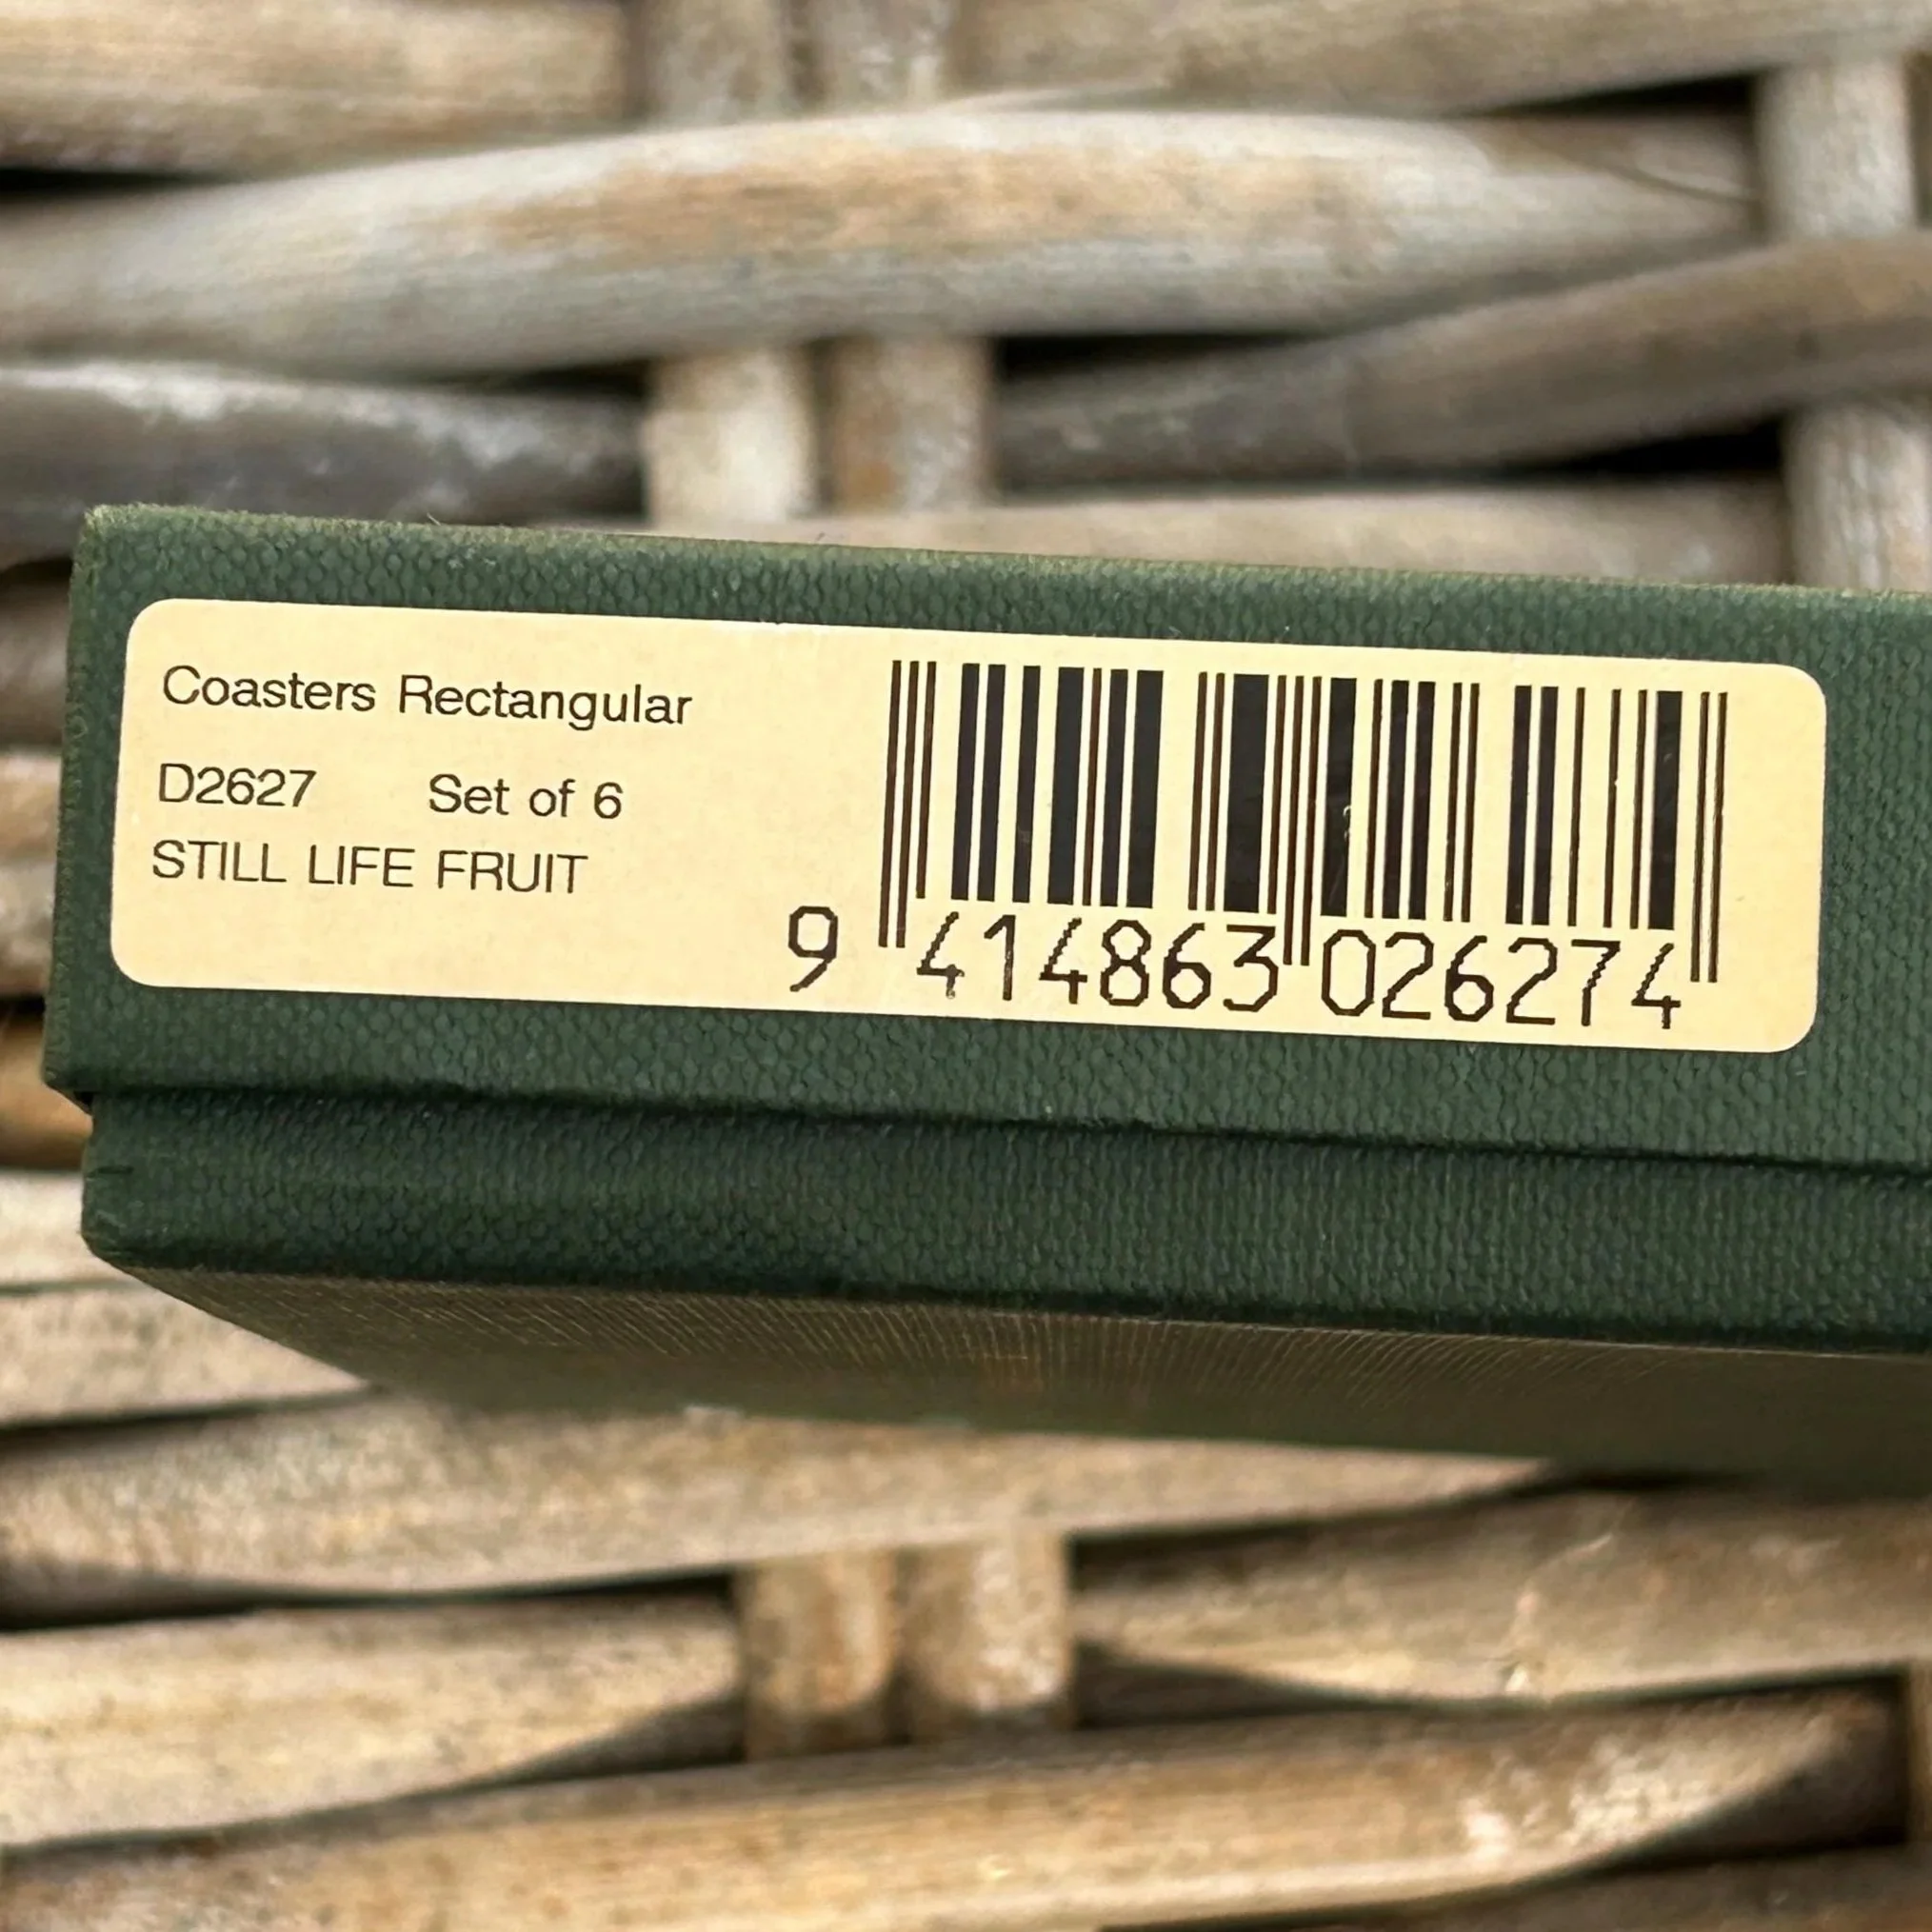 Coasters Rectangular
D2627 Set of 6
STILL LIFE FRUIT
9 414863 026274